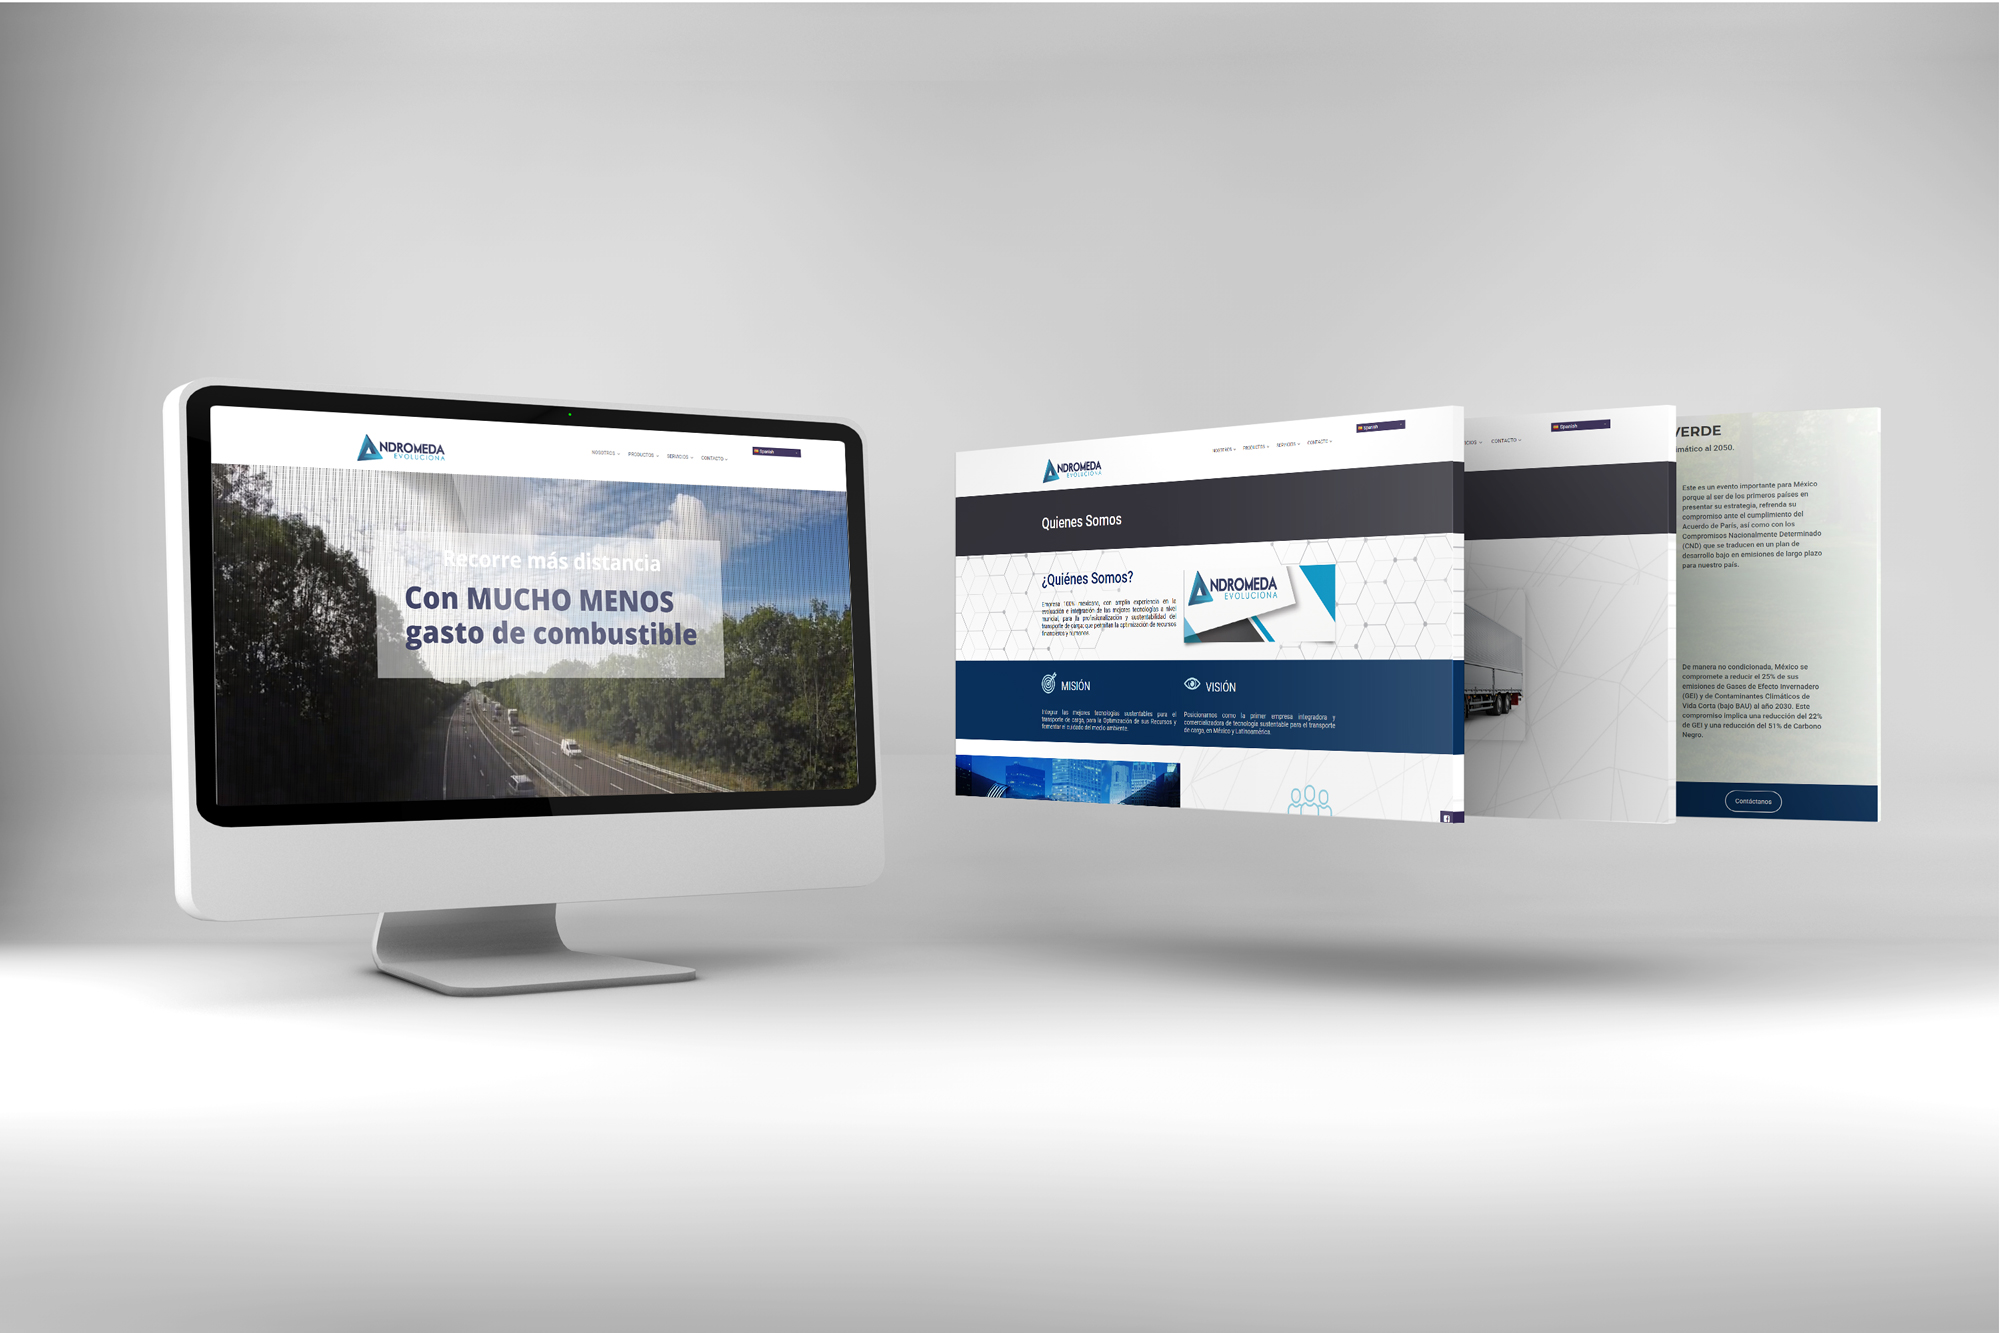 ANDROMEDA
EVOLUCIONA
NOSOTROS
PRODUCTOS
SERVICIOS
CONTACTO
Spanish
Recorre más distancia
Con MUCHO MENOS
gasto de combustible
ANDROMEDA
EVOLUCIONA
NOSOTROS
PRODUCTOS
SERVICIOS
CONTACTO
Spanish
Quienes Somos
¿Quiénes Somos?
Empresa 100% mexicana, con amplia experiencia en la
evaluación e integración de las mejores tecnologías a nivel
mundial, para la profesionalización y sustentabilidad del
transporte de carga; que permitan la optimización de recursos
financieros y humanos.
ANDROMEDA
EVOLUCIONA
MISIÓN
Integrar las mejores tecnologías sustentables para el
transporte de carga, para la Optimización de sus Recursos y
fomentar el cuidado del medio ambiente.
VISIÓN
Posicionarnos como la primer empresa integradora y
comercializadora de tecnología sustentable para el transporte
de carga, en México y Latinoamérica.
CIOS
CONTACTO
Spanish
VERDE
imático al 2050.
Este es un evento importante para México
porque al ser de los primeros países en
presentar su estrategia, refrenda su
compromiso ante el cumplimiento del
Acuerdo de París, así como con los
Compromisos Nacionalmente Determinado
(CND) que se traducen en un plan de
desarrollo bajo en emisiones de largo plazo
para nuestro país.
De manera no condicionada, México se
compromete a reducir el 25% de sus
emisiones de Gases de Efecto Invernadero
(GEI) y de Contaminantes Climáticos de
Vida Corta (bajo BAU) al año 2030. Este
compromiso implica una reducción del 22%
de GEI y una reducción del 51% de Carbono
Negro.
Contáctanos